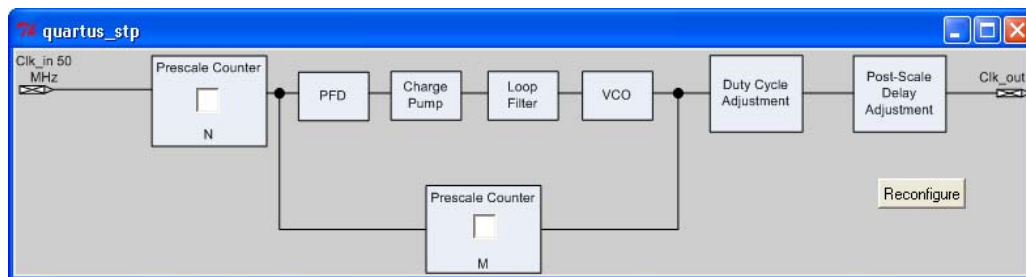 quartus_stp
Clk_in 50
MHz
Prescale Counter
N
PFD
Charge
Pump
Loop
Filter
VCO
Duty Cycle
Adjustment
Post-Scale
Delay
Adjustment
Clk_out
Prescale Counter
M
Reconfigure